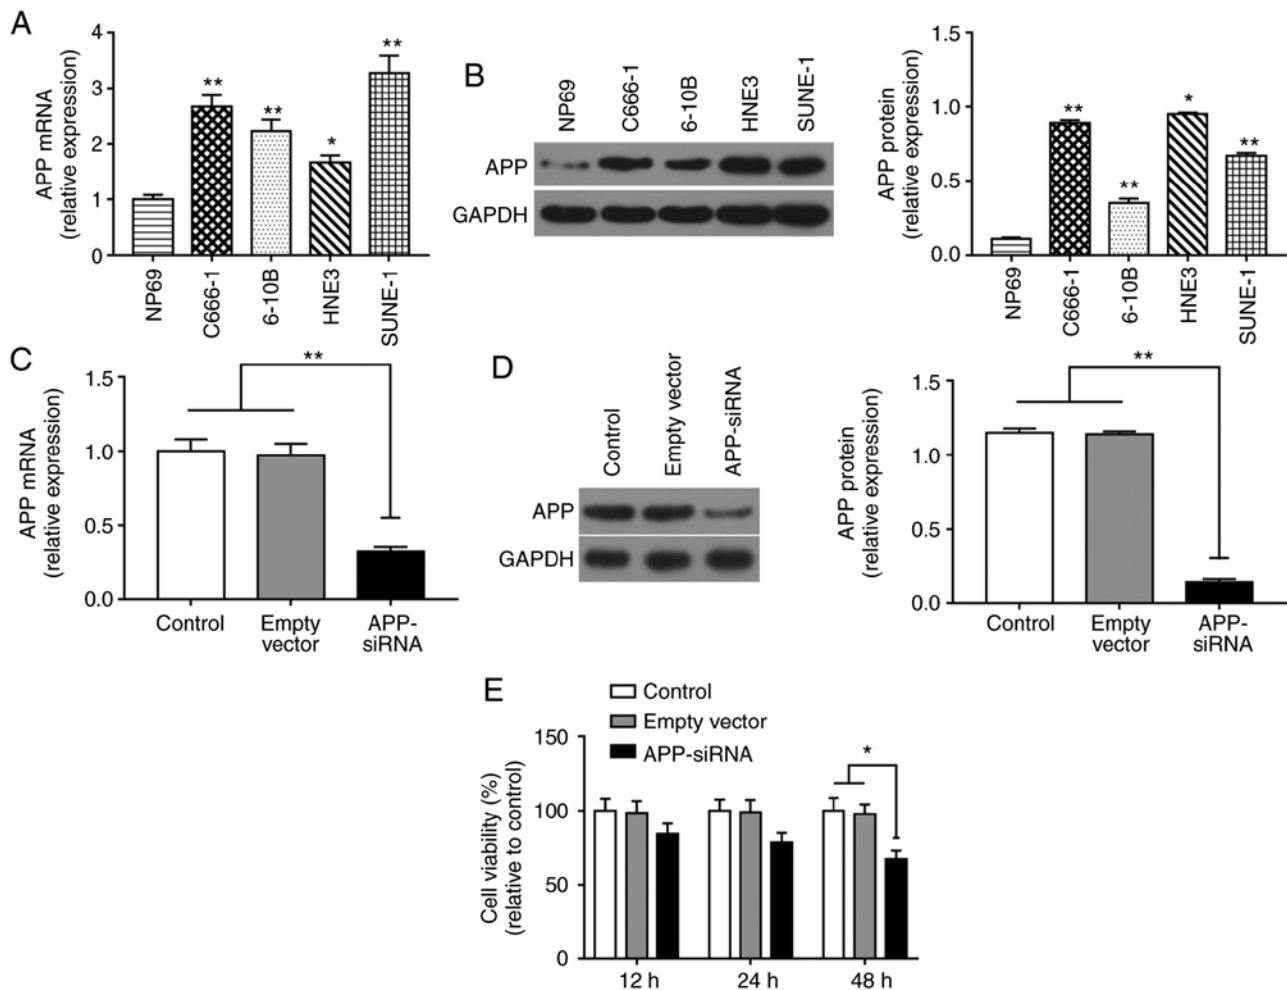 A
APP mRNA
(relative expression)
4
3
2
1
0
**
**
*
**
NP69
C666-1
6-10B
HNE3
SUNE-1
B
NP69
C666-1
6-10B
HNE3
SUNE-1
APP
GAPDH
APP protein
(relative expression)
1.5
1.0
0.5
0.0
**
**
*
**
NP69
C666-1
6-10B
HNE3
SUNE-1
C
APP mRNA
(relative expression)
1.5
1.0
0.5
0.0
**
Control
Empty
vector
APP-
siRNA
D
Control
Empty vector
APP-siRNA
APP
GAPDH
APP protein
(relative expression)
1.5
1.0
0.5
0.0
**
Control
Empty
vector
APP-
siRNA
E
Control
Empty vector
APP-siRNA
Cell viability (%)
(relative to control)
150
100
50
0
*
12 h
24 h
48 h